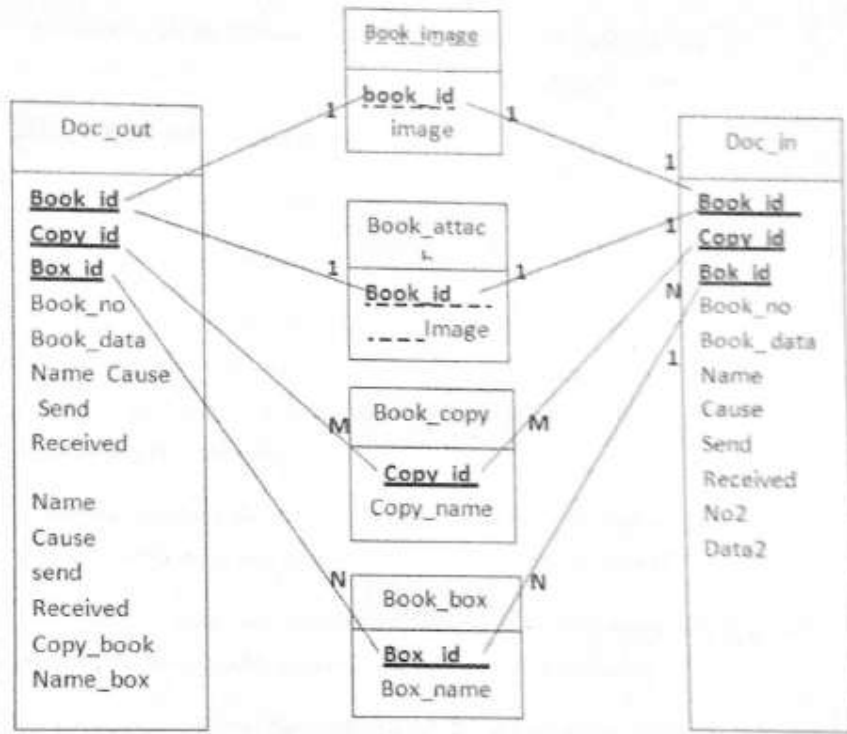 Book_image
book_id
image
Doc_out
Book_id
Copy_id
Box_id
Book_no
Book_data
Name Cause
Send
Received
Name
Cause
send
Received
Copy_book
Name_box
1
1
Book_attac
h
Book_id
Image
1
1
Book_copy
Copy_id
Copy_name
M
M
Book_box
Box_id
Box_name
N
N
Doc_in
1
Book_id
1
Copy_id
Bok_id
N
Book_no
Book_data
1
Name
Cause
Send
Received
No2
Data2